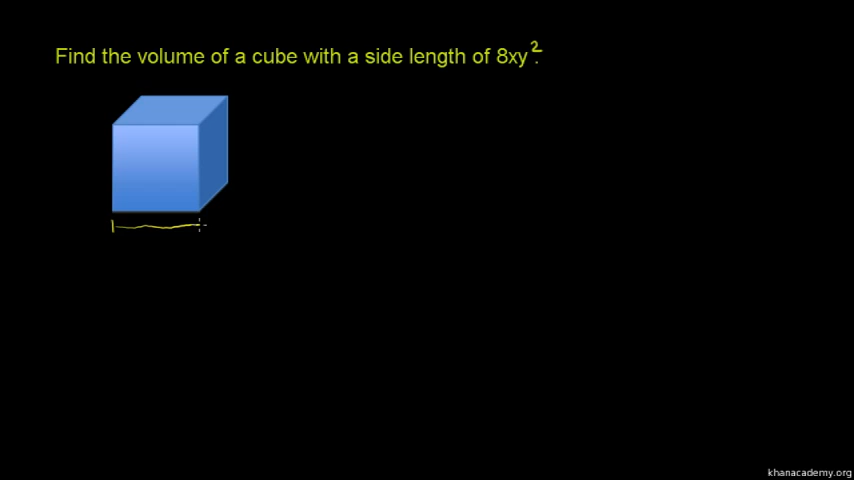 Find the volume of a cube with a side length of 8xy².
khanacademy.org